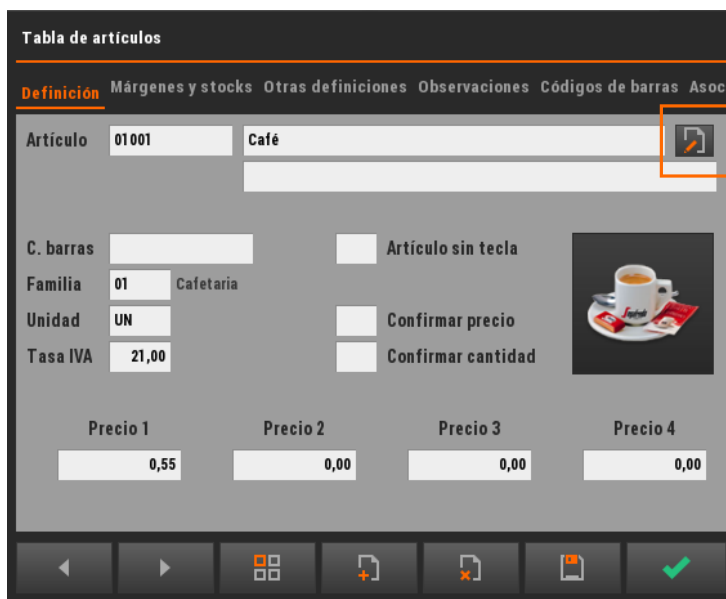 Tabla de artículos
Definición Márgenes y stocks Otras definiciones Observaciones Códigos de barras Asoc
Artículo 01001 Café
C. barras Artículo sin tecla
Familia 01 Cafetaria
Unidad UN Confirmar precio
Tasa IVA 21,00 Confirmar cantidad
Precio 1 Precio 2 Precio 3 Precio 4
0,55 0,00 0,00 0,00